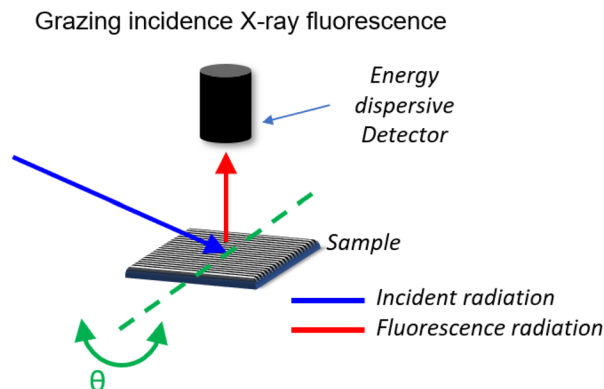 Grazing incidence X-ray fluorescence
Energy
dispersive
Detector
Sample
Incident radiation
Fluorescence radiation
θ